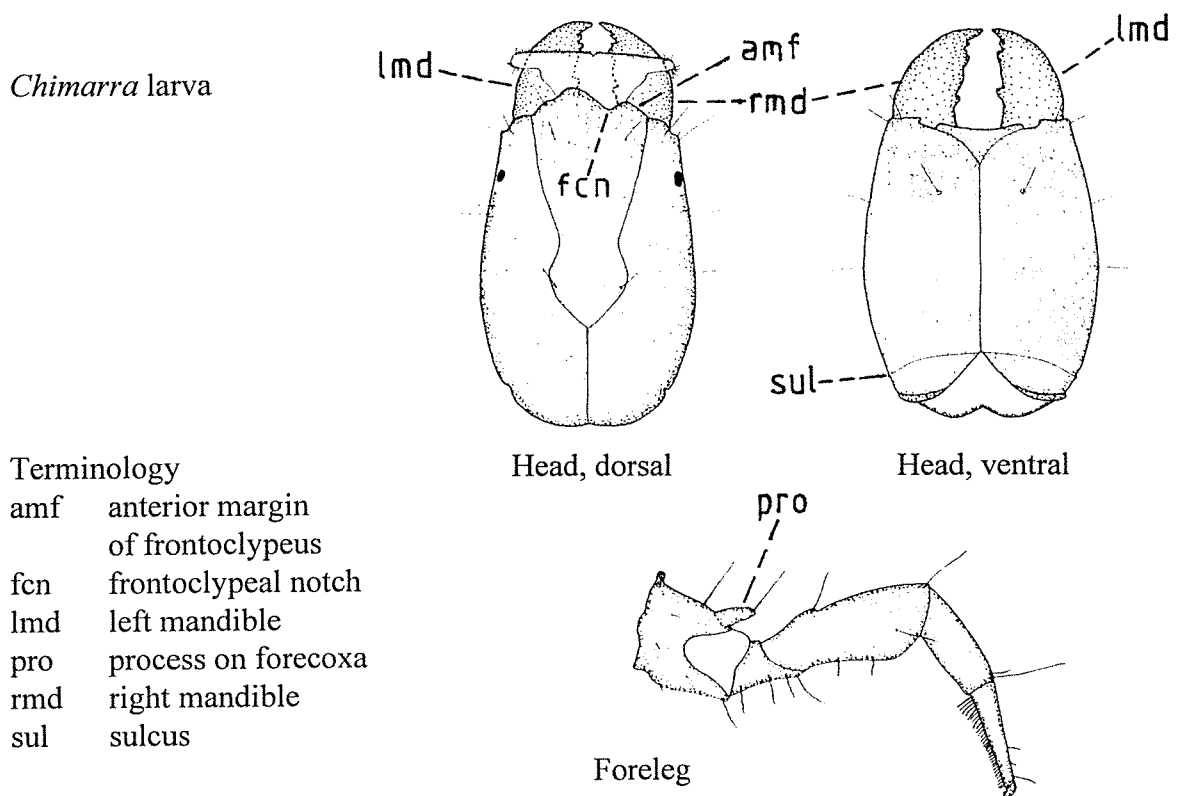 Chimarra larva
lmd
amf
rmd
lmd
fcn
sul
Head, dorsal
Head, ventral
Terminology
amf anterior margin
of frontoclypeus
fcn frontoclypeal notch
lmd left mandible
pro process on forecoxa
rmd right mandible
sul sulcus
pro
Foreleg